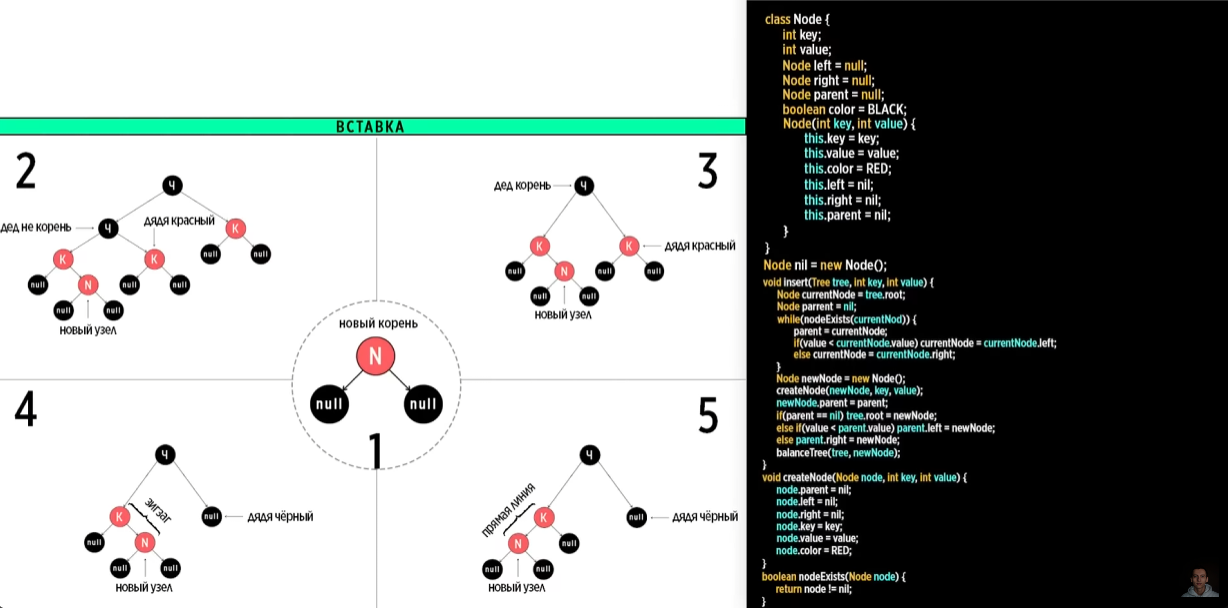 ВСТАВКА
2
Ч
дед не корень
Ч
дядя красный
К
К
К
null
null
null
N
null
null
null
null
новый узел
3
дед корень
Ч
К
К
дядя красный
null
N
null
null
null
null
новый узел
новый корень
N
null
null
1
4
Ч
зигзаг
К
null
дядя чёрный
null
N
null
null
новый узел
5
Ч
прямая линия
К
null
дядя чёрный
N
null
null
null
новый узел
class Node {
int key;
int value;
Node left = null;
Node right = null;
Node parent = null;
boolean color = BLACK;
Node(int key, int value) {
this.key = key;
this.value = value;
this.color = RED;
this.left = nil;
this.right = nil;
this.parent = nil;
}
}
Node nil = new Node();
void insert(Tree tree, int key, int value) {
Node currentNode = tree.root;
Node parrent = nil;
while(nodeExists(currentNod)) {
parent = currentNode;
if(value < currentNode.value) currentNode = currentNode.left;
else currentNode = currentNode.right;
}
Node newNode = new Node();
createNode(newNode, key, value);
newNode.parent = parent;
if(parent == nil) tree.root = newNode;
else if(value < parent.value) parent.left = newNode;
else parent.right = newNode;
balanceTree(tree, newNode);
}
void createNode(Node node, int key, int value) {
node.parent = nil;
node.left = nil;
node.right = nil;
node.key = key;
node.value = value;
node.color = RED;
}
boolean nodeExists(Node node) {
return node != nil;
}